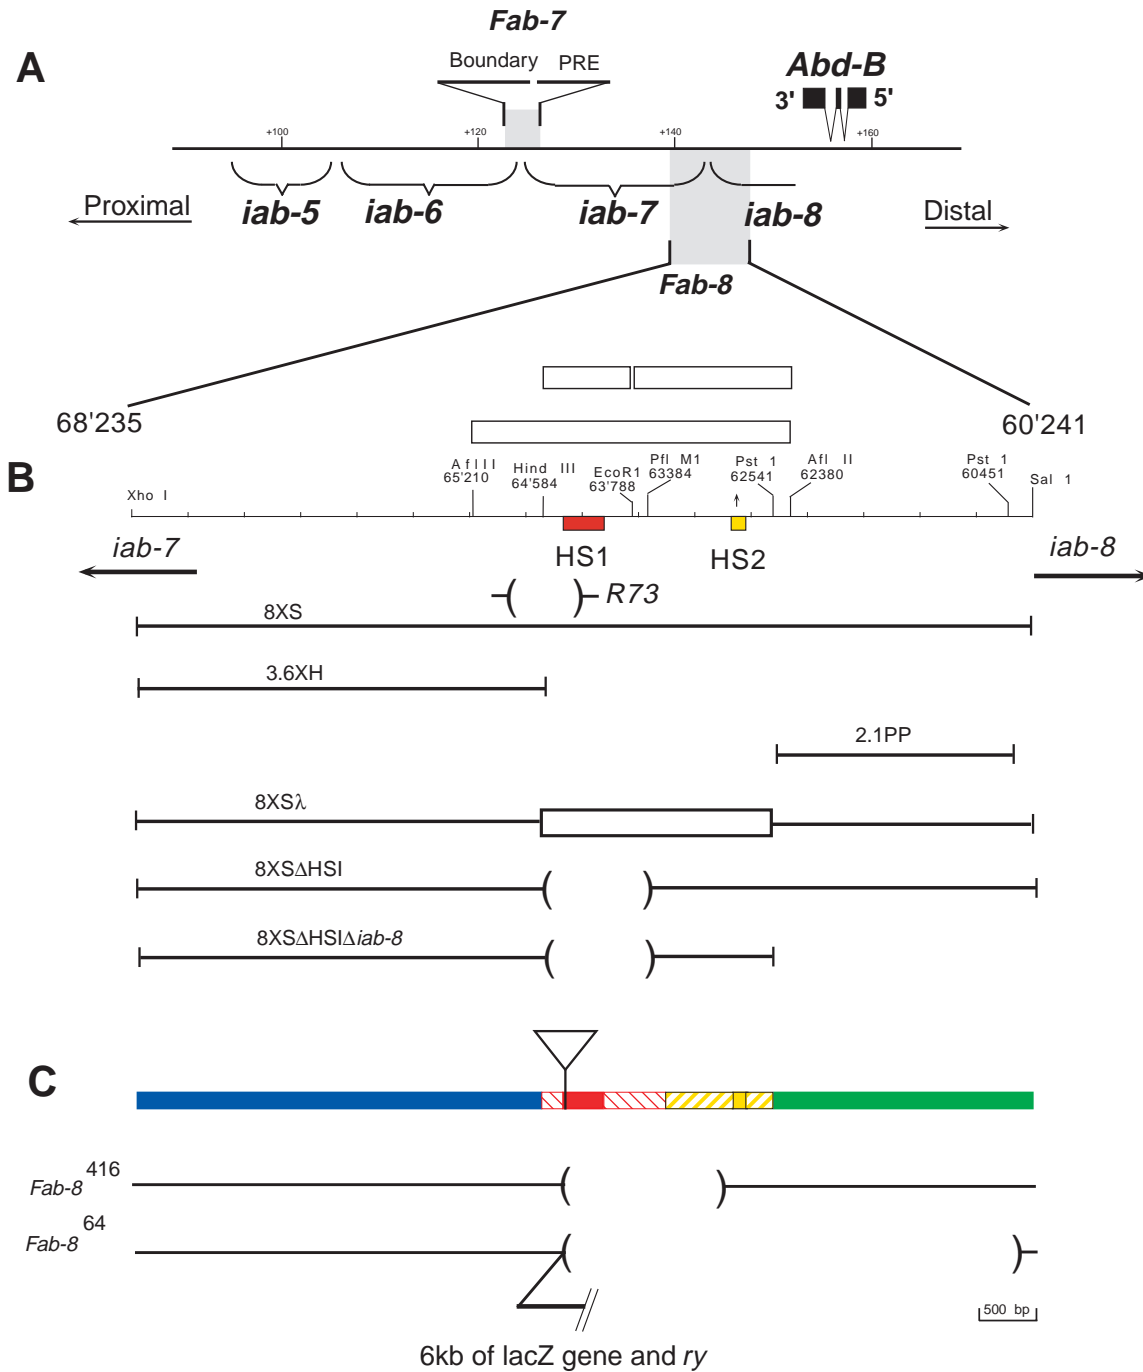 Fab-7
A
Boundary
PRE
Abd-B
3'
5'
+100
+120
+140
+160
Proximal
iab-5
iab-6
iab-7
iab-8
Distal
Fab-8
68'235
60'241
B
Xho I
AflII
65'210
Hind III
64'584
EcoR1
63'788
Pfl M1
63384
Pst 1
62541
Afl II
62380
Pst 1
60451
Sal 1
iab-7
HS1
HS2
iab-8
R73
8XS
3.6XH
2.1PP
8XSλ
8XSΔHSI
8XSΔHSIΔiab-8
C
Fab-8 416
Fab-8 64
500 bp
6kb of lacZ gene and ry